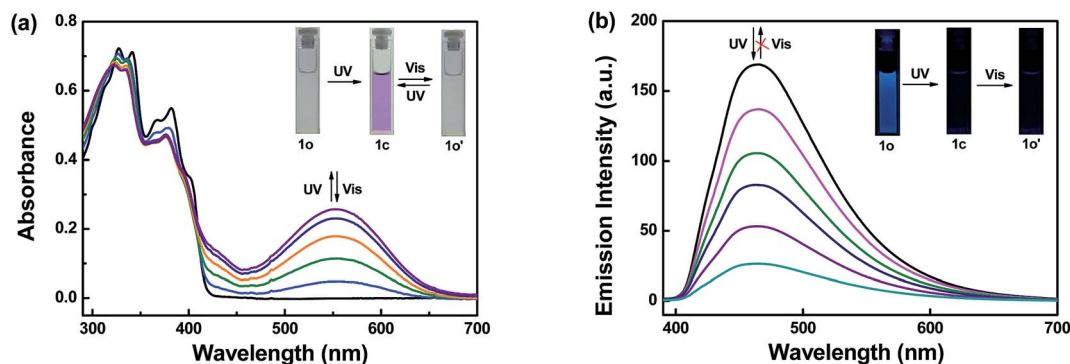 (a)
0.8
0.6
0.4
0.2
0.0
Absorbance
300
400
500
600
700
Wavelength (nm)
UV
Vis
UV
1o
1c
1o'
UV
Vis
(b)
200
150
100
50
0
Emission Intensity (a.u.)
400
500
600
700
Wavelength (nm)
UV
Vis
UV
Vis
1o
1c
1o'